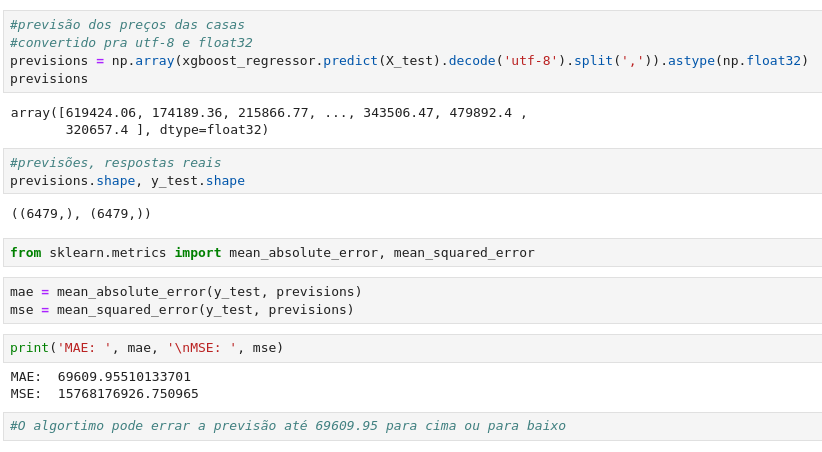 #previsão dos preços das casas
#convertido pra utf-8 e float32
previsions = np.array(xgboost_regressor.predict(X_test).decode('utf-8').split(',')).astype(np.float32)
previsions
array([619424.06, 174189.36, 215866.77, ..., 343506.47, 479892.4 ,
       320657.4 ], dtype=float32)
#previsões, respostas reais
previsions.shape, y_test.shape
((6479,), (6479,))
from sklearn.metrics import mean_absolute_error, mean_squared_error
mae = mean_absolute_error(y_test, previsions)
mse = mean_squared_error(y_test, previsions)
print('MAE: ', mae, '\nMSE: ', mse)
MAE:  69609.95510133701
MSE:  15768176926.750965
#O algortimo pode errar a previsão até 69609.95 para cima ou para baixo